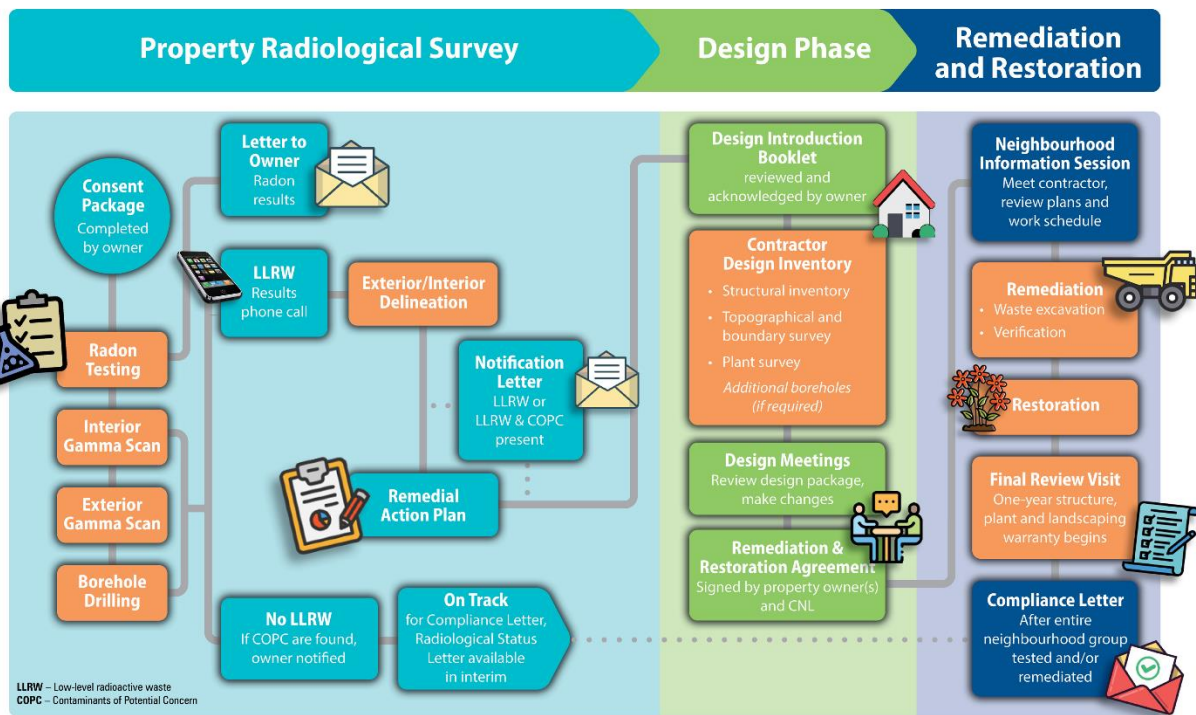 Property Radiological Survey
Design Phase
Remediation
and Restoration
Consent
Package
Completed
by owner
Radon
Testing
Interior
Gamma Scan
Exterior
Gamma Scan
Borehole
Drilling
Letter to
Owner
Radon
results
LLRW
Results
phone call
Exterior/Interior
Delineation
Notification
Letter
LLRW or
LLRW & COPC
present
Remedial
Action Plan
No LLRW
If COPC are found,
owner notified
On Track
for Compliance Letter,
Radiological Status
Letter available
in interim
LLRW – Low-level radioactive waste
COPC – Contaminants of Potential Concern
Design Introduction
Booklet
reviewed and
acknowledged by owner
Contractor
Design Inventory
• Structural inventory
• Topographical and
boundary survey
• Plant survey
Additional boreholes
(if required)
Design Meetings
Review design package,
make changes
Remediation &
Restoration Agreement
Signed by property owner(s)
and CNL
Neighbourhood
Information Session
Meet contractor,
review plans and
work schedule
Remediation
• Waste excavation
• Verification
Restoration
Final Review Visit
One-year structure,
plant and landscaping
warranty begins
Compliance Letter
After entire
neighbourhood group
tested and/or
remediated